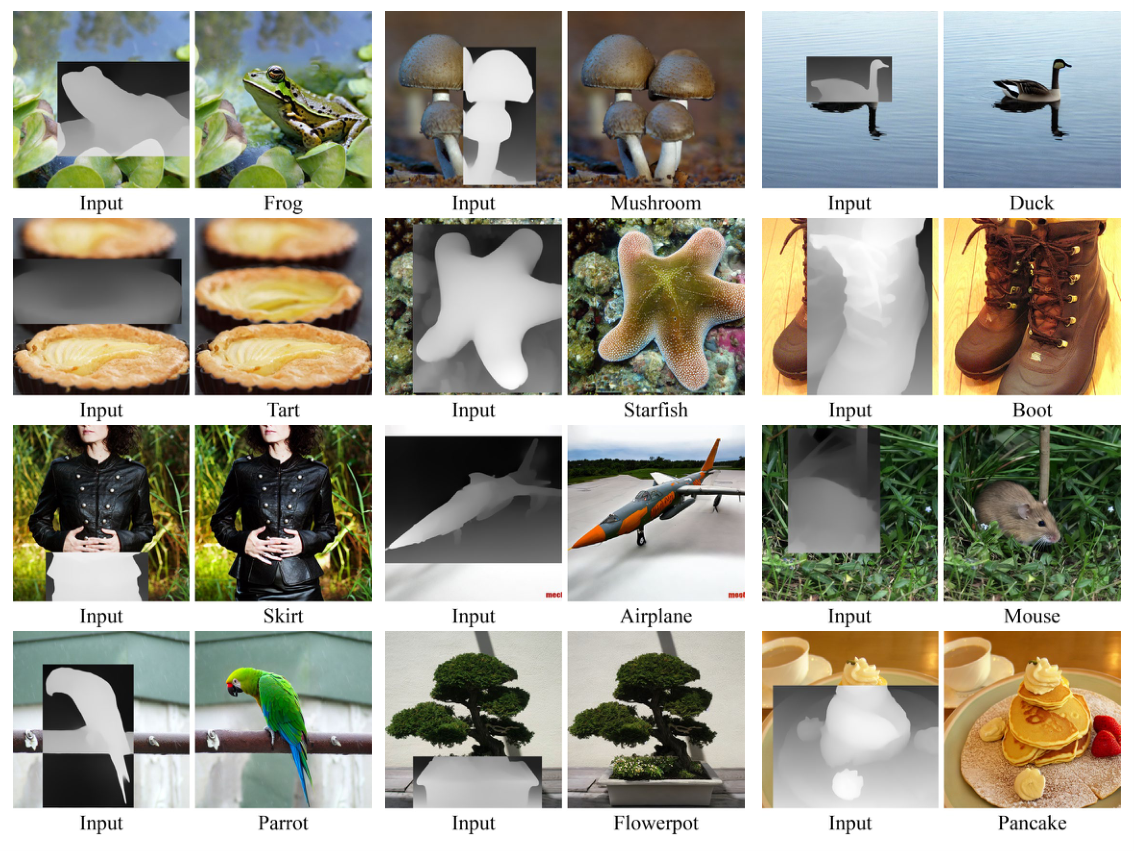 Input Frog Input Mushroom Input Duck
Input Tart Input Starfish Input Boot
Input Skirt Input Airplane Input Mouse
Input Parrot Input Flowerpot Input Pancake